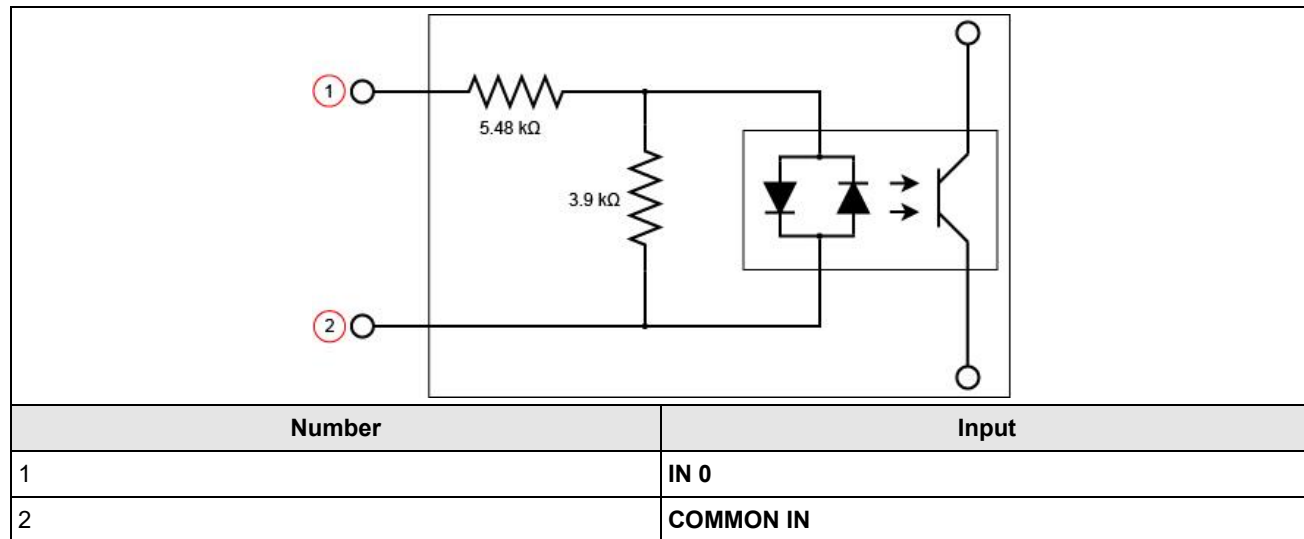 1
5.48 kΩ
3.9 kΩ
2
Number Input
1 IN 0
2 COMMON IN